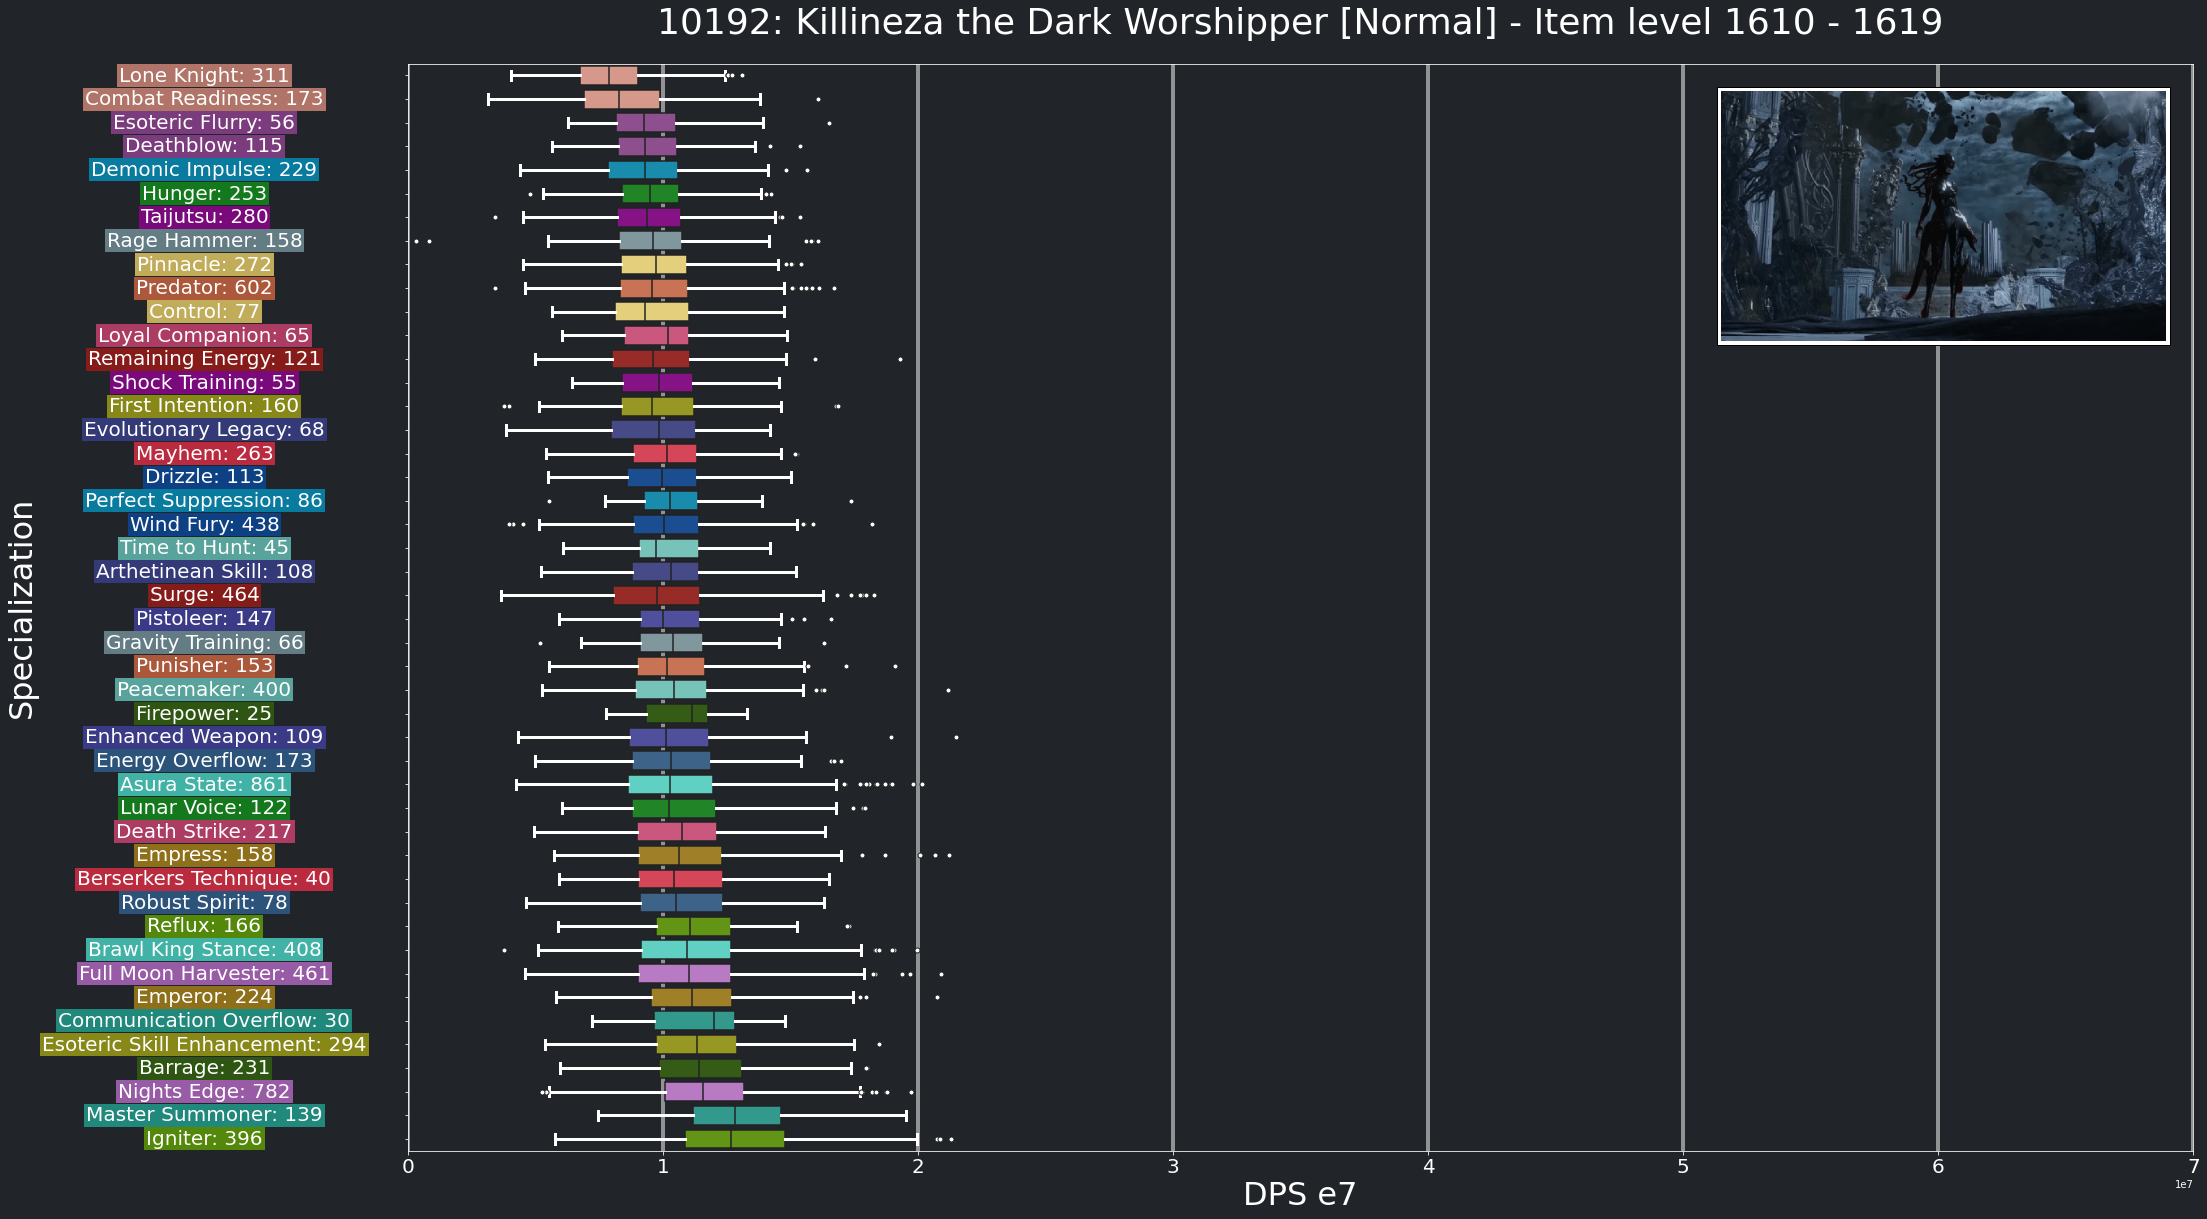 10192: Killineza the Dark Worshipper [Normal] - Item level 1610 - 1619
Specialization
Lone Knight: 311
Combat Readiness: 173
Esoteric Flurry: 56
Deathblow: 115
Demonic Impulse: 229
Hunger: 253
Taijutsu: 280
Rage Hammer: 158
Pinnacle: 272
Predator: 602
Control: 77
Loyal Companion: 65
Remaining Energy: 121
Shock Training: 55
First Intention: 160
Evolutionary Legacy: 68
Mayhem: 263
Drizzle: 113
Perfect Suppression: 86
Wind Fury: 438
Time to Hunt: 45
Arthetinean Skill: 108
Surge: 464
Pistoleer: 147
Gravity Training: 66
Punisher: 153
Peacemaker: 400
Firepower: 25
Enhanced Weapon: 109
Energy Overflow: 173
Asura State: 861
Lunar Voice: 122
Death Strike: 217
Empress: 158
Berserkers Technique: 40
Robust Spirit: 78
Reflux: 166
Brawl King Stance: 408
Full Moon Harvester: 461
Emperor: 224
Communication Overflow: 30
Esoteric Skill Enhancement: 294
Barrage: 231
Nights Edge: 782
Master Summoner: 139
Igniter: 396
0 1 2 3 4 5 6 7
1e7
DPS e7